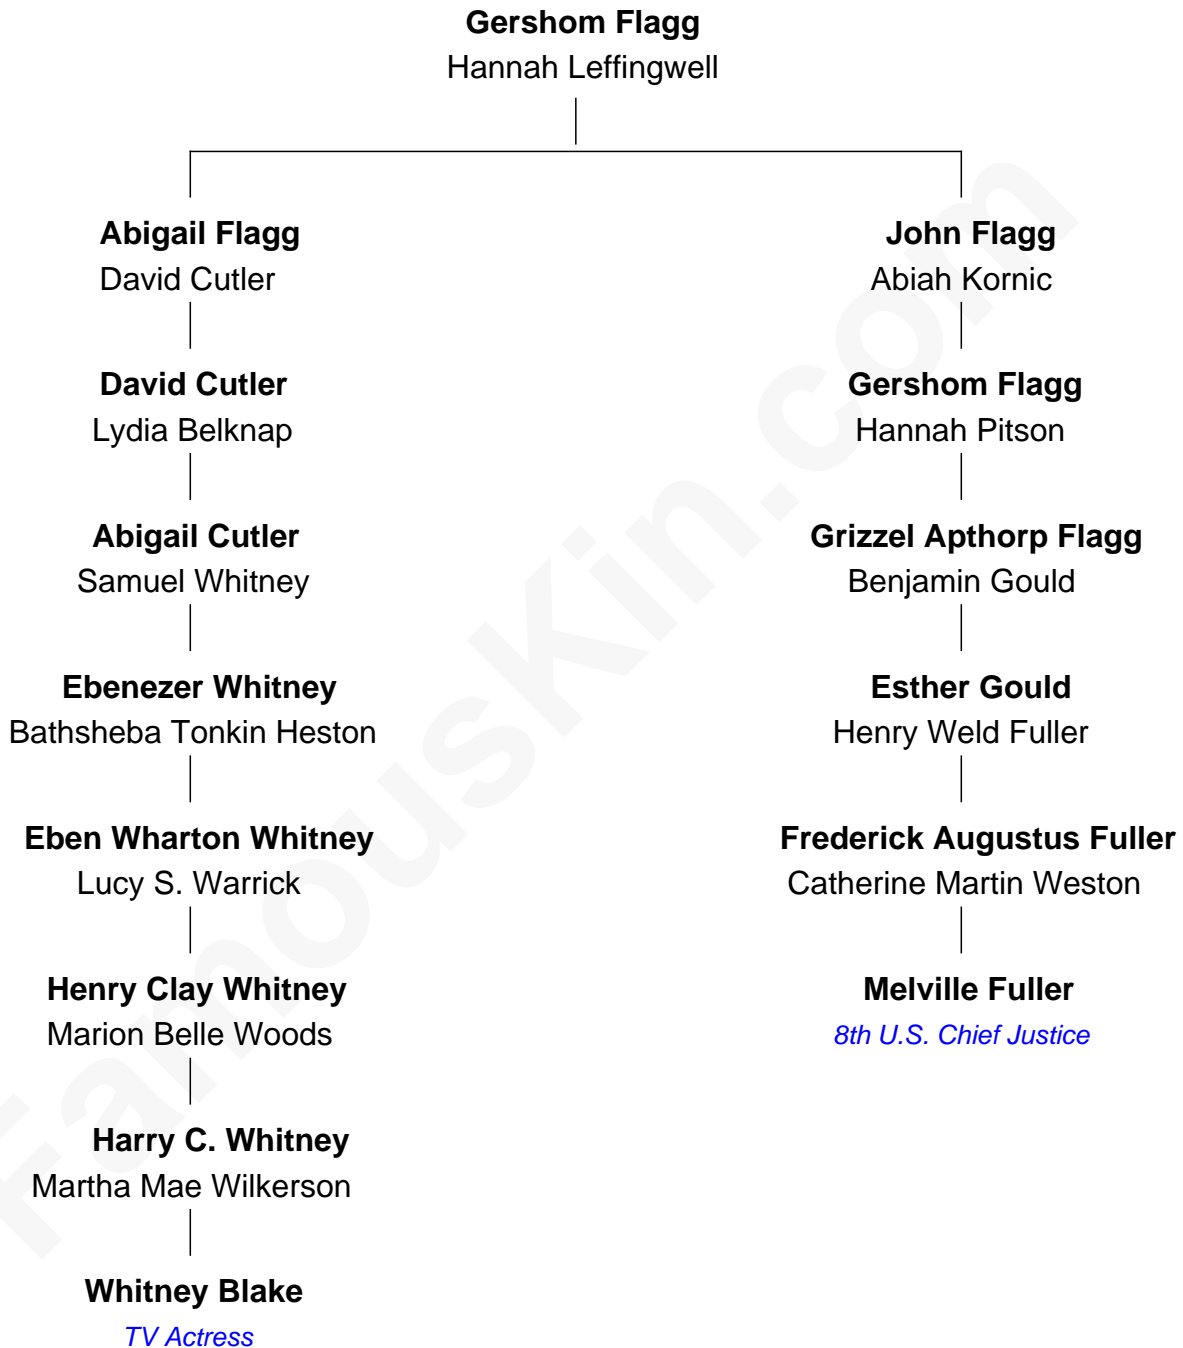 Gershom Flagg
Hannah Leffingwell
Abigail Flagg
David Cutler
John Flagg
Abiah Kornic
David Cutler
Lydia Belknap
Gershom Flagg
Hannah Pitson
Abigail Cutler
Samuel Whitney
Grizzel Apthorp Flagg
Benjamin Gould
Ebenezer Whitney
Bathsheba Tonkin Heston
Esther Gould
Henry Weld Fuller
Eben Wharton Whitney
Lucy S. Warrick
Frederick Augustus Fuller
Catherine Martin Weston
Henry Clay Whitney
Marion Belle Woods
Melville Fuller
8th U.S. Chief Justice
Harry C. Whitney
Martha Mae Wilkerson
Whitney Blake
TV Actress
FamousKin.com